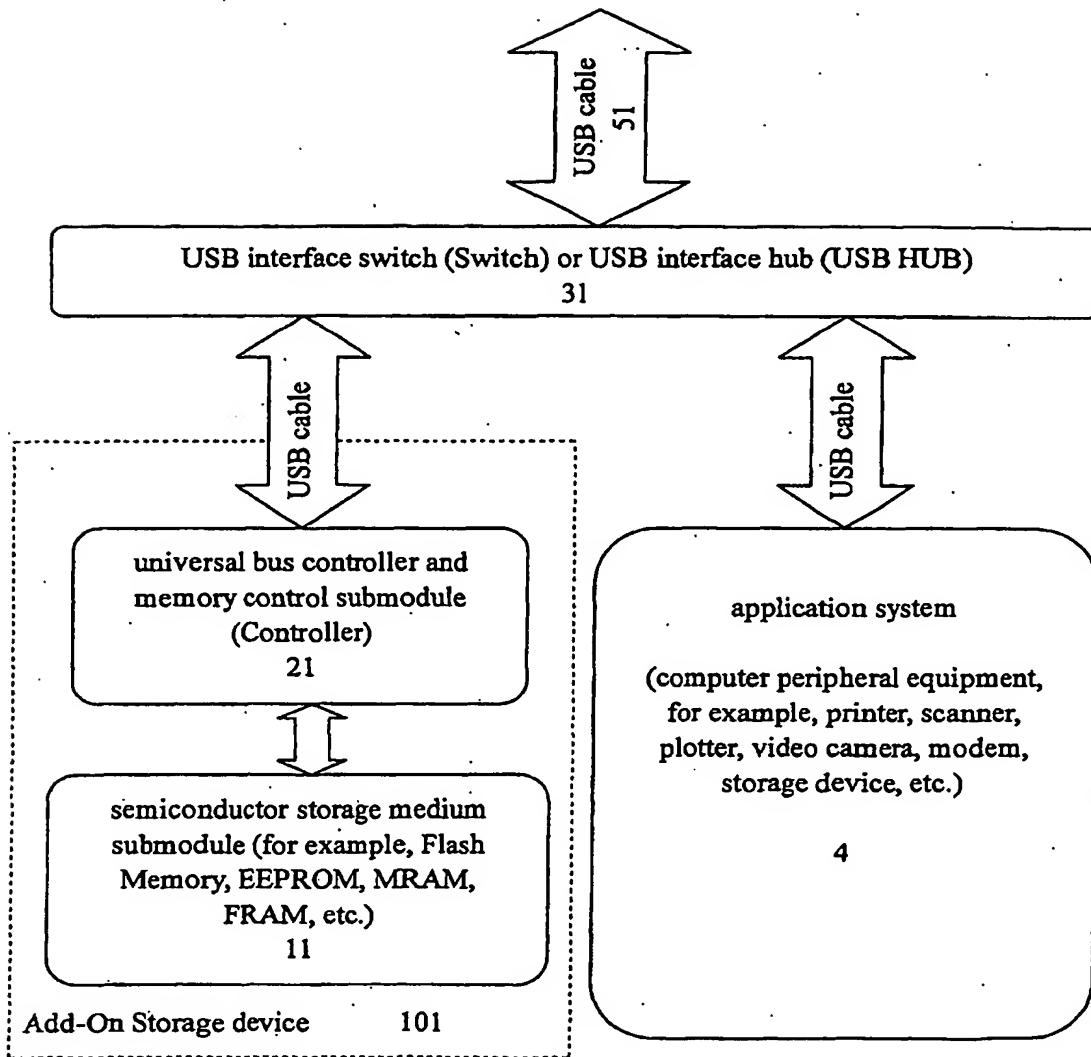 USB cable
51
USB interface switch (Switch) or USB interface hub (USB HUB)
31
USB cable
USB cable
universal bus controller and
memory control submodule
(Controller)
21
semiconductor storage medium
submodule (for example, Flash
Memory, EEPROM, MRAM,
FRAM, etc.)
11
Add-On Storage device 101
application system
(computer peripheral equipment,
for example, printer, scanner,
plotter, video camera, modem,
storage device, etc.)
4